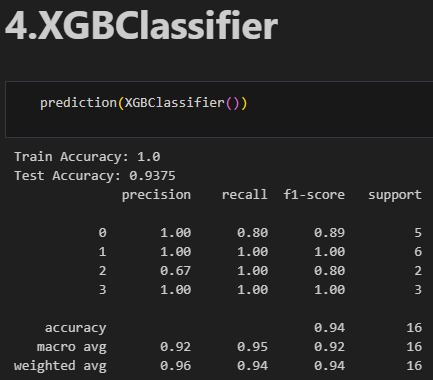 4.XGBClassifier
prediction(XGBClassifier())
Train Accuracy: 1.0
Test Accuracy: 0.9375
precision recall f1-score support
0 1.00 0.80 0.89 5
1 1.00 1.00 1.00 6
2 0.67 1.00 0.80 2
3 1.00 1.00 1.00 3
accuracy 0.94 16
macro avg 0.92 0.95 0.92 16
weighted avg 0.96 0.94 0.94 16